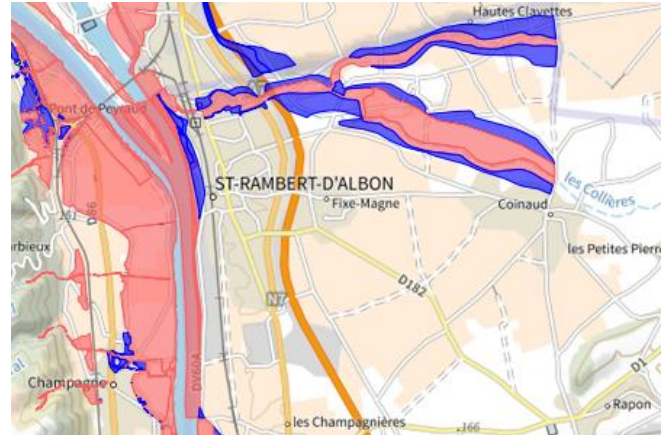 Hautes Clavettes
Pont de Peyraud
ST-RAMBERT-D'ALBON
Fixe-Magne
les Collières
Coinaud
161
D86
les Petites Pierre
D182
N7
D1
Champagne
Rapon
les Champagnières
166